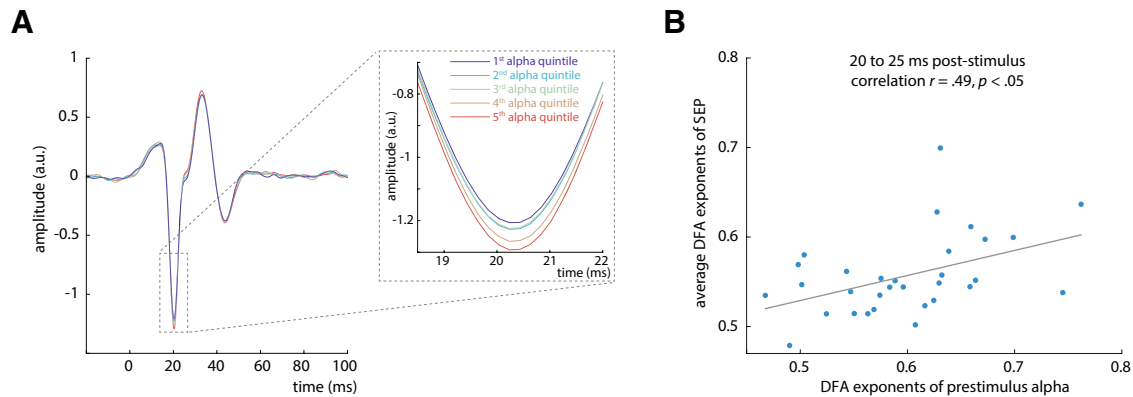 A
amplitude (a.u.)
1
0.5
0
-0.5
-1
0
20
40
60
80
100
time (ms)
1st alpha quintile
2nd alpha quintile
3rd alpha quintile
4th alpha quintile
5th alpha quintile
amplitude (a.u.)
-0.8
-1
-1.2
19
20
21
22
time (ms)
B
20 to 25 ms post-stimulus
correlation r = .49, p < .05
average DFA exponents of SEP
0.8
0.7
0.6
0.5
0.5
0.6
0.7
0.8
DFA exponents of prestimulus alpha